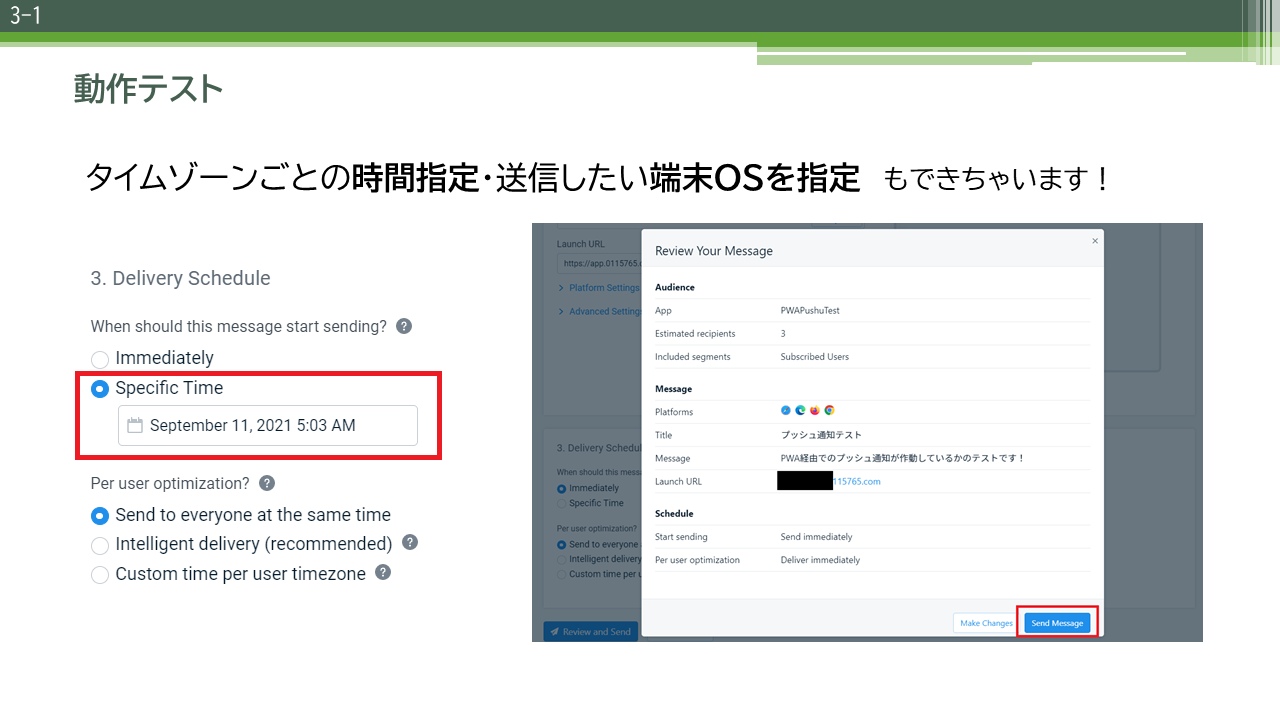 3-1
動作テスト
タイムゾーンごとの時間指定・送信したい端末OSを指定 もできちゃいます！
3. Delivery Schedule
When should this message start sending? ?
Immediately
Specific Time
September 11, 2021 5:03 AM
Per user optimization? ?
Send to everyone at the same time
Intelligent delivery (recommended) ?
Custom time per user timezone ?
Launch URL
https://app.0115765.
Platform Settings
Advanced Settings
3. Delivery Schedul
When should this messa
Immediately
Specific Time
Per user optimization?
Send to everyone
Intelligent delivery
Custom time per u
Review and Send
Review Your Message
×
Audience
App PWAPushuTest
Estimated recipients 3
Included segments Subscribed Users
Message
Platforms
Title プッシュ通知テスト
Message PWA経由でのプッシュ通知が作動しているかのテストです！
Launch URL 115765.com
Schedule
Start sending Send immediately
Per user optimization Deliver immediately
Make Changes Send Message